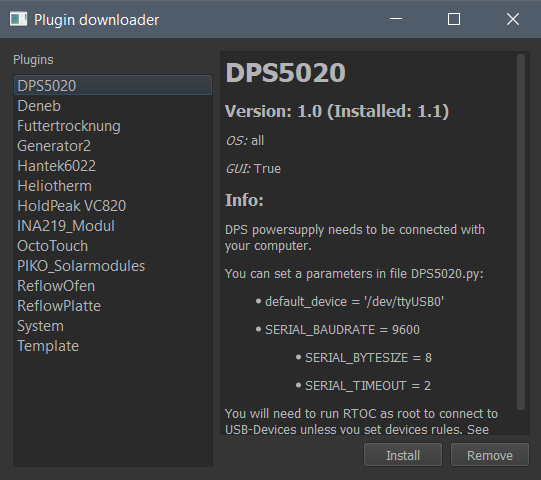 Plugin downloader
Plugins
DPS5020
Deneb
Futtertrocknung
Generator2
Hantek6022
Heliotherm
HoldPeak VC820
INA219_Modul
OctoTouch
PIKO_Solarmodules
ReflowOfen
ReflowPlatte
System
Template
DPS5020
Version: 1.0 (Installed: 1.1)
OS: all
GUI: True
Info:
DPS powersupply needs to be connected with
your computer.
You can set a parameters in file DPS5020.py:
• default_device = '/dev/ttyUSB0'
• SERIAL_BAUDRATE = 9600
• SERIAL_BYTESIZE = 8
• SERIAL_TIMEOUT = 2
You will need to run RTOC as root to connect to
USB-Devices unless you set devices rules. See
Install
Remove